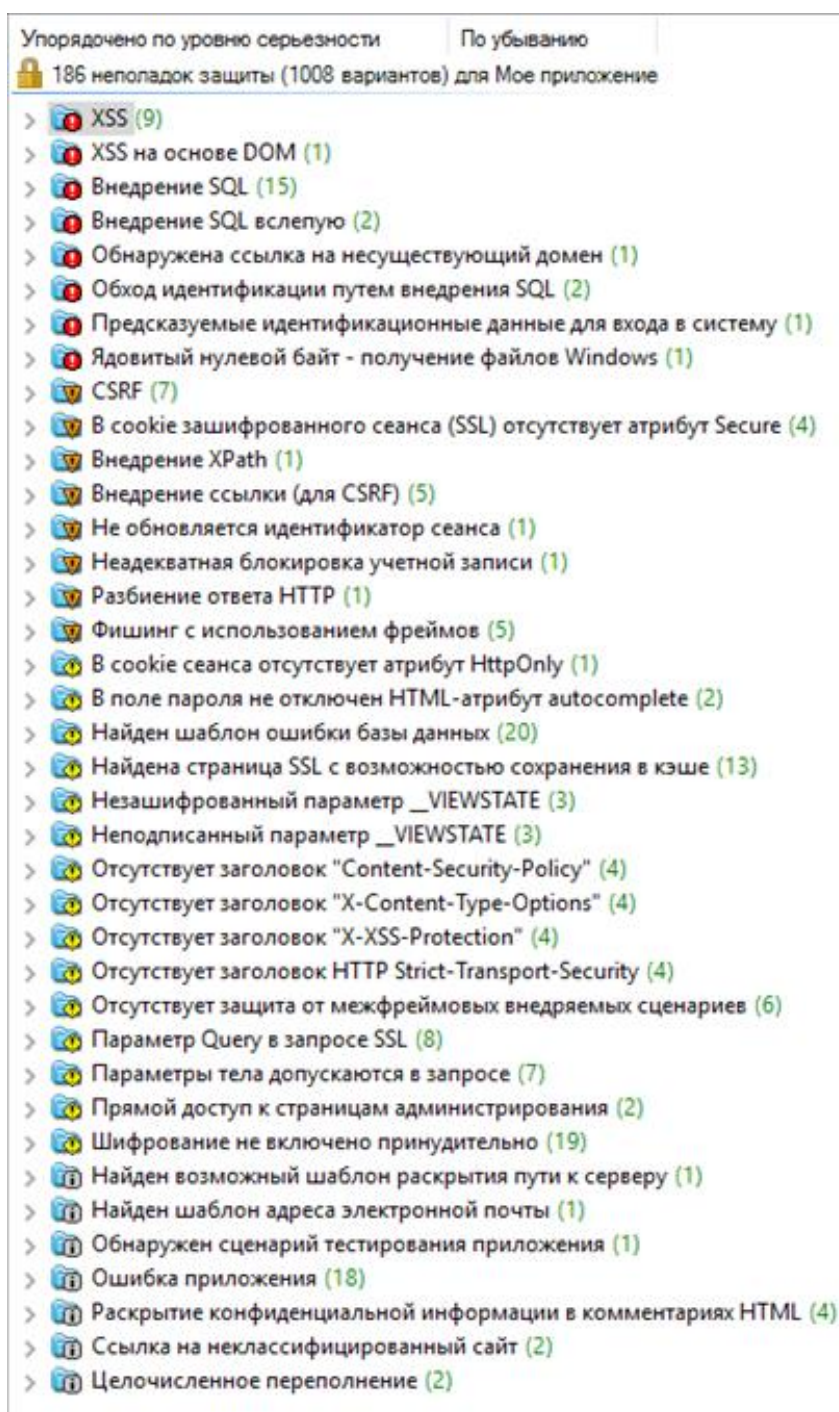 Упорядочено по уровню серьезности По убыванию
186 неполадок защиты (1008 вариантов) для Мое приложение
XSS (9)
XSS на основе DOM (1)
Внедрение SQL (15)
Внедрение SQL вслепую (2)
Обнаружена ссылка на несуществующий домен (1)
Обход идентификации путем внедрения SQL (2)
Предсказуемые идентификационные данные для входа в систему (1)
Ядовитый нулевой байт - получение файлов Windows (1)
CSRF (7)
В cookie зашифрованного сеанса (SSL) отсутствует атрибут Secure (4)
Внедрение XPath (1)
Внедрение ссылки (для CSRF) (5)
Не обновляется идентификатор сеанса (1)
Неадекватная блокировка учетной записи (1)
Разбиение ответа HTTP (1)
Фишинг с использованием фреймов (5)
В cookie сеанса отсутствует атрибут HttpOnly (1)
В поле пароля не отключен HTML-атрибут autocomplete (2)
Найден шаблон ошибки базы данных (20)
Найдена страница SSL с возможностью сохранения в кэше (13)
Незашифрованный параметр __VIEWSTATE (3)
Неподписанный параметр __VIEWSTATE (3)
Отсутствует заголовок "Content-Security-Policy" (4)
Отсутствует заголовок "X-Content-Type-Options" (4)
Отсутствует заголовок "X-XSS-Protection" (4)
Отсутствует заголовок HTTP Strict-Transport-Security (4)
Отсутствует защита от межфреймовых внедряемых сценариев (6)
Параметр Query в запросе SSL (8)
Параметры тела допускаются в запросе (7)
Прямой доступ к страницам администрирования (2)
Шифрование не включено принудительно (19)
Найден возможный шаблон раскрытия пути к серверу (1)
Найден шаблон адреса электронной почты (1)
Обнаружен сценарий тестирования приложения (1)
Ошибка приложения (18)
Раскрытие конфиденциальной информации в комментариях HTML (4)
Ссылка на неклассифицированный сайт (2)
Целочисленное переполнение (2)